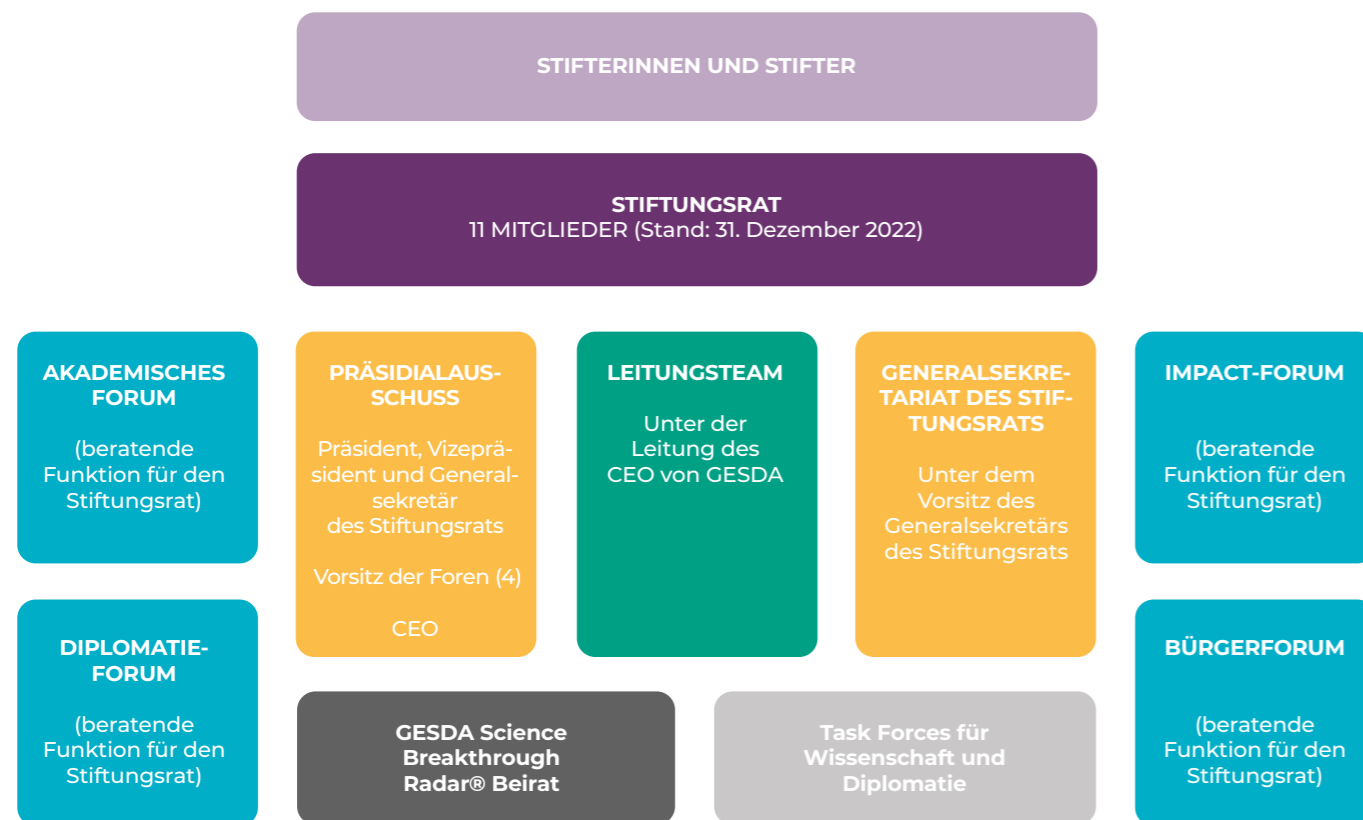 STIFTERINNEN UND STIFTER
STIFTUNGSRAT
11 MITGLIEDER (Stand: 31. Dezember 2022)
AKADEMISCHES
FORUM
(beratende
Funktion für den
Stiftungsrat)
PRÄSIDIALAUS-
SCHUSS
Präsident, Vizeprä-
sident und General-
sekretär
des Stiftungsrats
Vorsitz der Foren (4)
CEO
LEITUNGSTEAM
Unter der
Leitung des
CEO von GESDA
GENERALSEKRE-
TARIAT DES STIF-
TUNGSRATS
Unter dem
Vorsitz des
Generalsekretärs
des Stiftungsrats
IMPACT-FORUM
(beratende
Funktion für den
Stiftungsrat)
DIPLOMATIE-
FORUM
(beratende
Funktion für den
Stiftungsrat)
GESDA Science
Breakthrough
Radar® Beirat
Task Forces für
Wissenschaft und
Diplomatie
BÜRGERFORUM
(beratende
Funktion für den
Stiftungsrat)